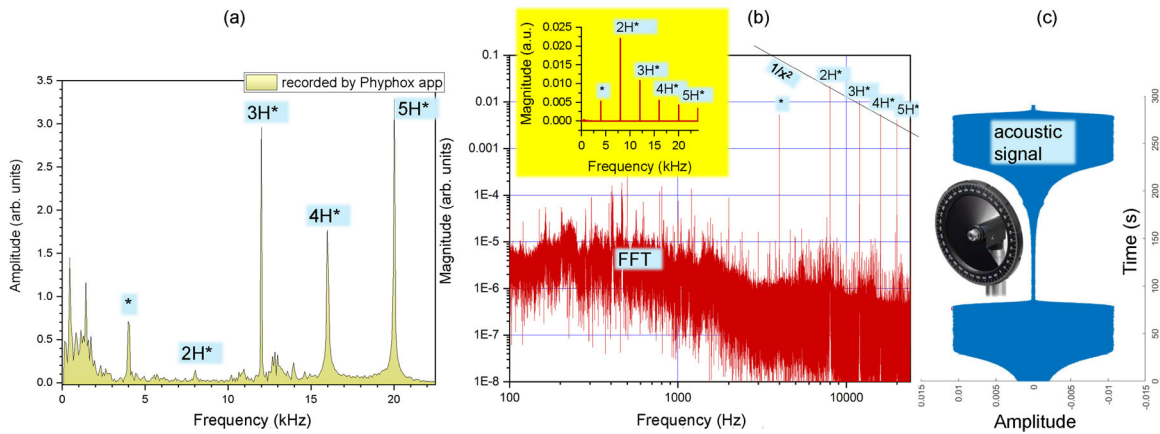 (a)
(b)
(c)
recorded by Phyphox app
Amplitude (arb. units)
3.5
3.0
2.5
2.0
1.5
1.0
0.5
0.0
*
2H*
3H*
4H*
5H*
0
5
10
15
20
Frequency (kHz)
Magnitude (a.u.)
0.025
0.020
0.015
0.010
0.005
0.000
*
2H*
3H*
4H*
5H*
0
5
10
15
20
Frequency (kHz)
Magnitude (arb. units)
0.1
0.01
0.001
1E-4
1E-5
1E-6
1E-7
1E-8
1/x²
*
2H*
3H*
4H*
5H*
FFT
100
1000
10000
Frequency (Hz)
acoustic
signal
Time (s)
300
250
200
150
100
50
0
0.015
0.01
0.005
0
-0.005
-0.01
-0.015
Amplitude